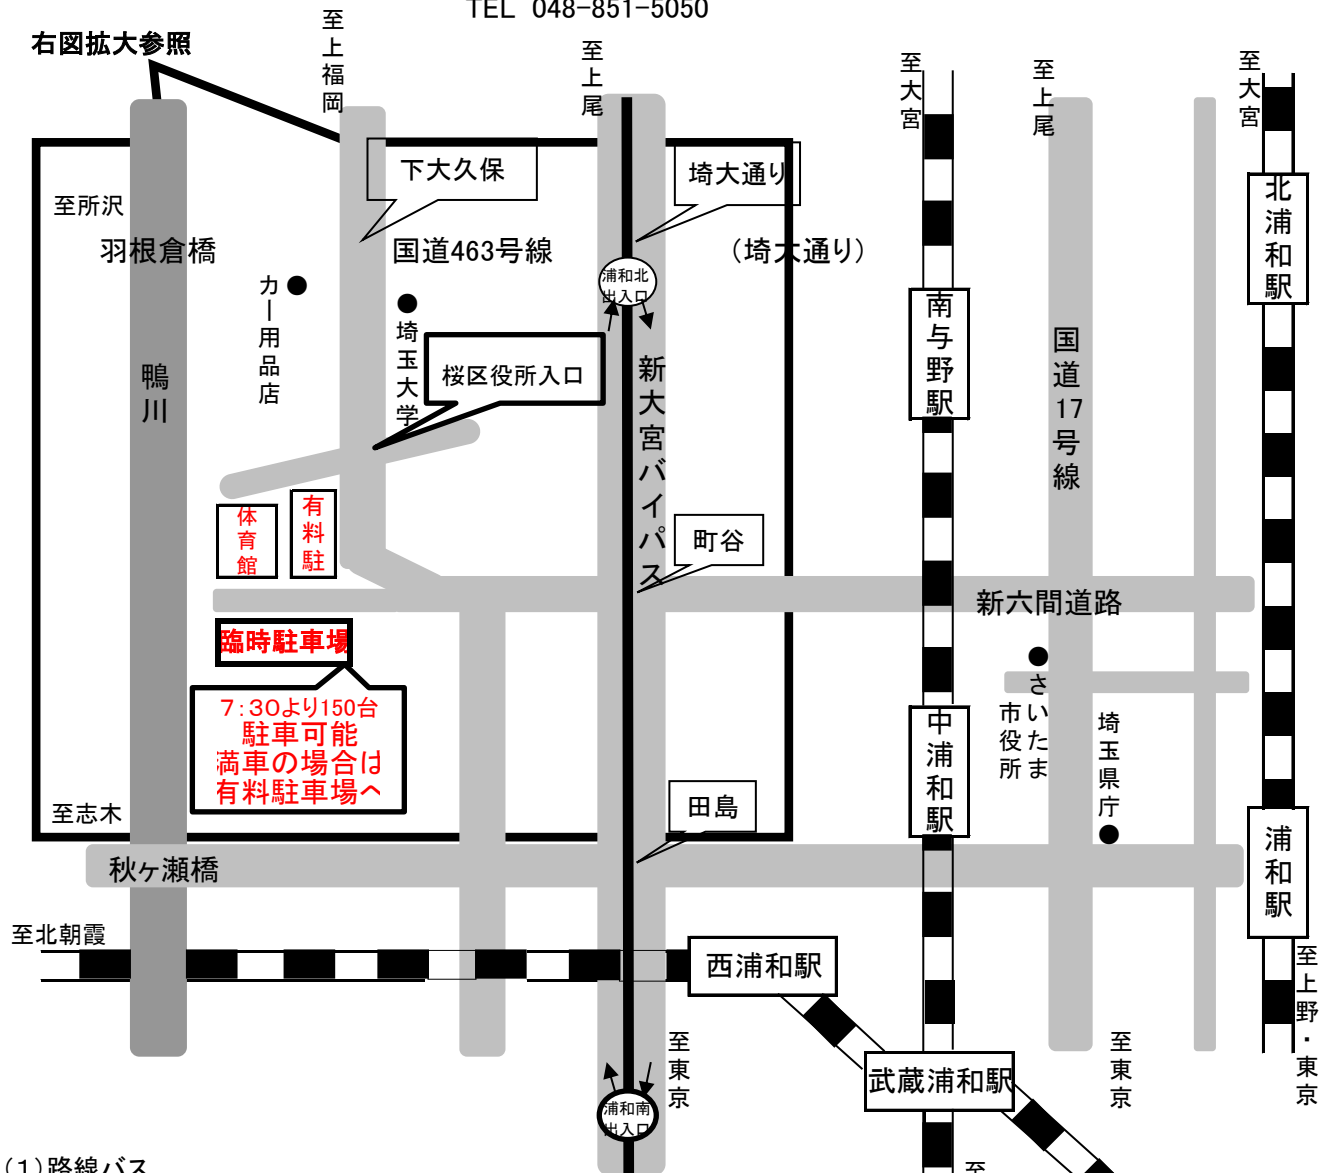 TEL 048-851-5050
右図拡大参照
至上福岡
至上尾
至大宮
至上尾
至大宮
下大久保
埼大通り
至所沢
羽根倉橋
国道463号線
(埼大通り)
北浦和駅
カー用品店
埼玉大学
浦和北
出入口
南与野駅
桜区役所入口
新大宮バイパス
国道17号線
鴨川
体育館
有料駐
町谷
新六間道路
臨時駐車場
7:30より150台
駐車可能
満車の場合は
有料駐車場へ
さいたま
市役所
埼玉県庁
中浦和駅
田島
至志木
秋ヶ瀬橋
浦和駅
至北朝霞
西浦和駅
至上野・東京
至東京
武蔵浦和駅
至東京
浦和南
出入口
(1)路線バス
至